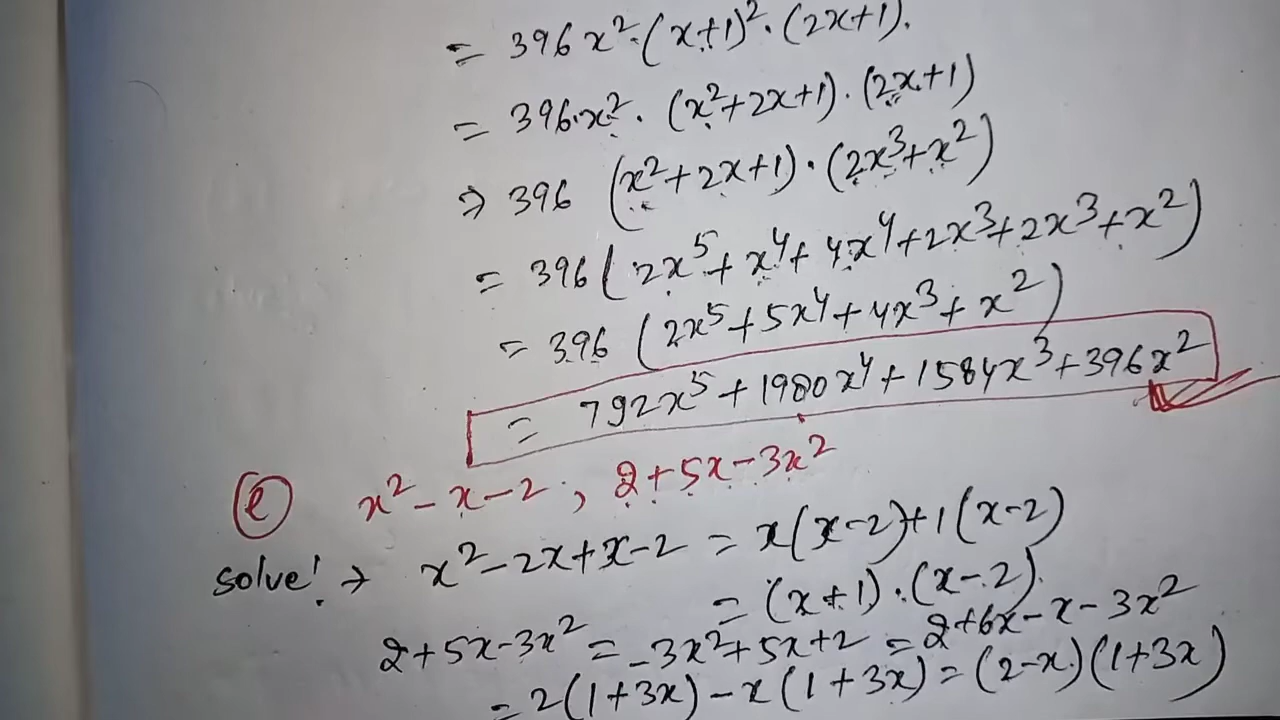 = 396x²·(x+1)²·(2x+1).
= 396·x²·(x²+2x+1)·(2x+1)
⇒ 396 (x²+2x+1)·(2x³+x²)
= 396(2x⁵+x⁴+4x⁴+2x³+2x³+x²)
= 396 (2x⁵+5x⁴+4x³+x²)
= 792x⁵+1980x⁴+1584x³+396x²
(e) x²-x-2, 2+5x-3x²
solve! → x²-2x+x-2 = x(x-2)+1(x-2)
= (x+1)·(x-2).
2+5x-3x² = -3x²+5x+2 = 2+6x-x-3x²
= 2(1+3x)-x(1+3x) = (2-x)(1+3x)